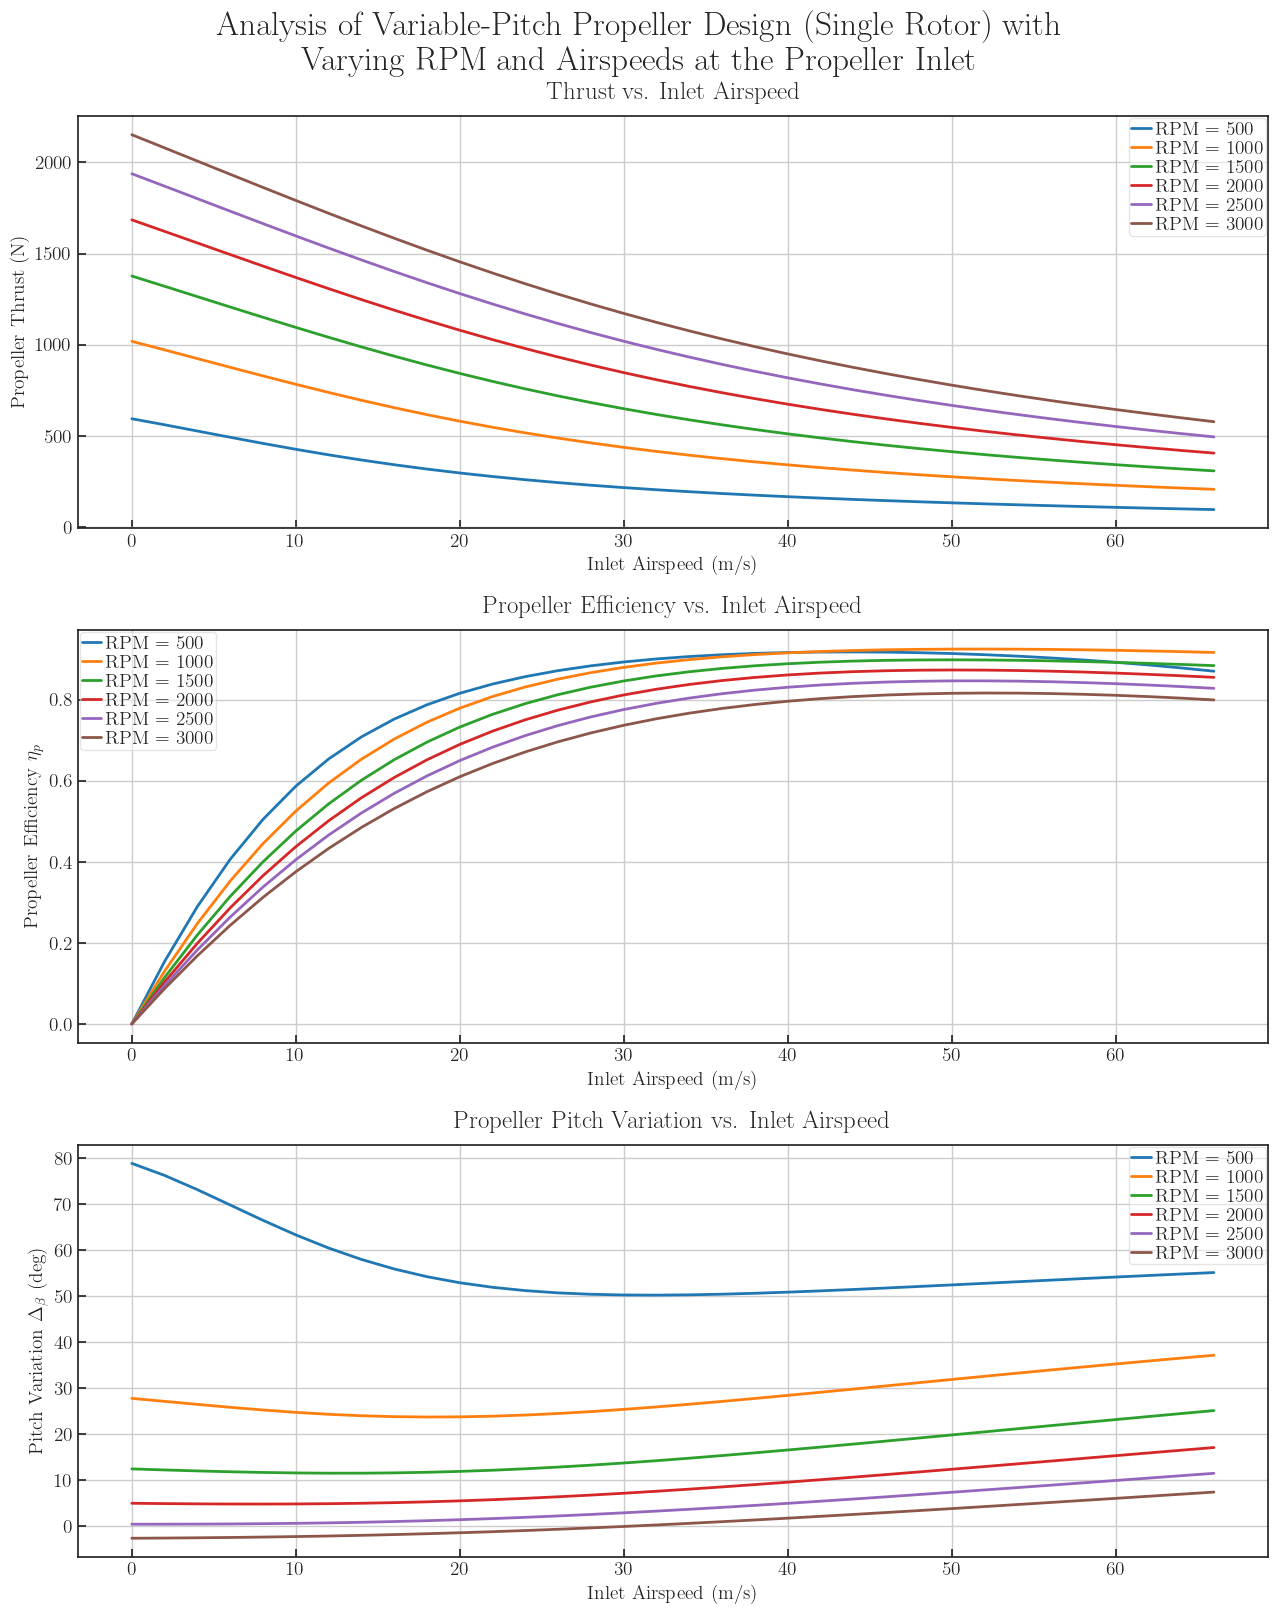 Analysis of Variable-Pitch Propeller Design (Single Rotor) with
Varying RPM and Airspeeds at the Propeller Inlet
Thrust vs. Inlet Airspeed
Propeller Thrust (N)
2000
1500
1000
500
0
RPM = 500
RPM = 1000
RPM = 1500
RPM = 2000
RPM = 2500
RPM = 3000
0 10 20 30 40 50 60
Inlet Airspeed (m/s)
Propeller Efficiency vs. Inlet Airspeed
Propeller Efficiency ηp
0.8
0.6
0.4
0.2
0.0
RPM = 500
RPM = 1000
RPM = 1500
RPM = 2000
RPM = 2500
RPM = 3000
0 10 20 30 40 50 60
Inlet Airspeed (m/s)
Propeller Pitch Variation vs. Inlet Airspeed
Pitch Variation Δβ (deg)
80
70
60
50
40
30
20
10
0
RPM = 500
RPM = 1000
RPM = 1500
RPM = 2000
RPM = 2500
RPM = 3000
0 10 20 30 40 50 60
Inlet Airspeed (m/s)